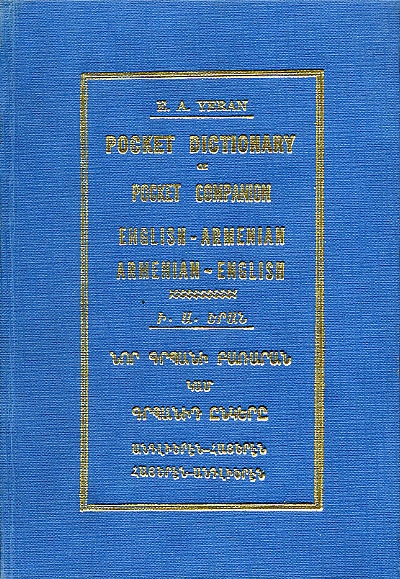 E. A. YERAN
POCKET DICTIONARY
OR
POCKET COMPANION
ENGLISH - ARMENIAN
ARMENIAN - ENGLISH
Ի. Ա. ԵՐԱՆ
ՆՈՐ ԳՐՊԱՆԻ ԲԱՌԱՐԱՆ
ԿԱՄ
ԳՐՊԱՆԻԴ ԸՆԿԵՐԸ
ԱՆԳԼԻԵՐԷՆ-ՀԱՅԵՐԷՆ
ՀԱՅԵՐԷՆ-ԱՆԳԼԻԵՐԷՆ